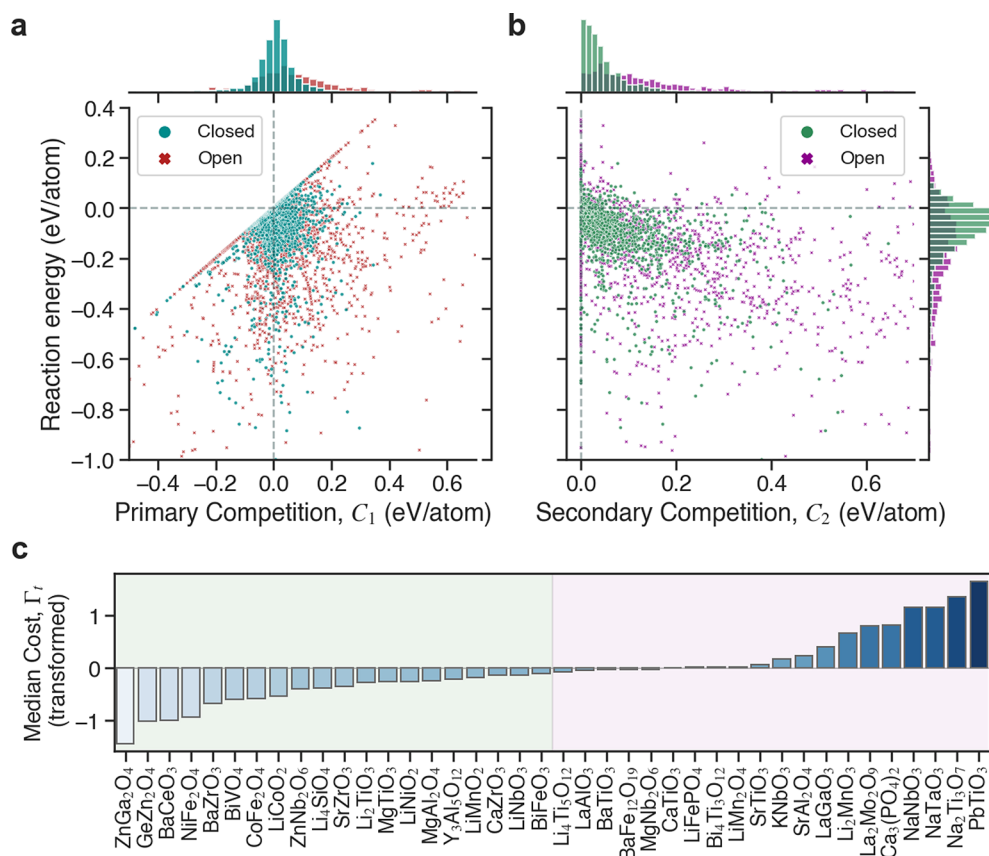 a
b
0.4
0.2
0.0
−0.2
−0.4
−0.6
−0.8
−1.0
Reaction energy (eV/atom)
Closed
Open
Closed
Open
−0.4 −0.2 0.0 0.2 0.4 0.6
0.0 0.2 0.4 0.6
Primary Competition, C₁ (eV/atom)
Secondary Competition, C₂ (eV/atom)
c
Median Cost, Γₜ
(transformed)
1
0
−1
ZnGa₂O₄
GeZn₂O₄
BaCeO₃
NiFe₂O₄
BaZrO₃
BiVO₄
CoFe₂O₄
LiCoO₂
ZnNb₂O₆
Li₄SiO₄
SrZrO₃
Li₂TiO₃
MgTiO₃
LiNiO₂
MgAl₂O₄
Y₃Al₅O₁₂
LiMnO₂
CaZrO₃
LiNbO₃
BiFeO₃
Li₄Ti₅O₁₂
LaAlO₃
BaTiO₃
BaFe₁₂O₁₉
MgNb₂O₆
CaTiO₃
LiFePO₄
Bi₄Ti₃O₁₂
LiMn₂O₄
SrTiO₃
KNbO₃
SrAl₂O₄
LaGaO₃
Li₂MnO₃
La₂Mo₂O₉
Ca₃(PO₄)₂
NaNbO₃
NaTaO₃
Na₂Ti₃O₇
PbTiO₃